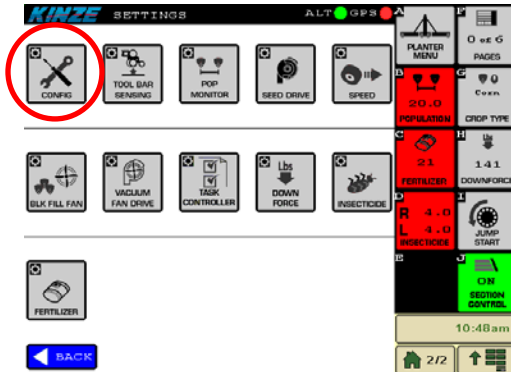 KINZE SETTINGS ALT GPS
CONFIG
TOOL BAR
SENSING
POP
MONITOR
SEED DRIVE
SPEED
BLK FILL FAN
VACUUM
FAN DRIVE
TASK
CONTROLLER
Lbs
DOWN
FORCE
INSECTICIDE
FERTILIZER
BACK
A
PLANTER
MENU
F
0 of 6
PAGES
B
20.0
POPULATION
G
Corn
CROP TYPE
C
21
FERTILIZER
H
Lbs
141
DOWNFORCE
D
R 4.0
L 4.0
INSECTICIDE
I
JUMP
START
E
J
ON
SECTION
CONTROL
10:48am
2/2